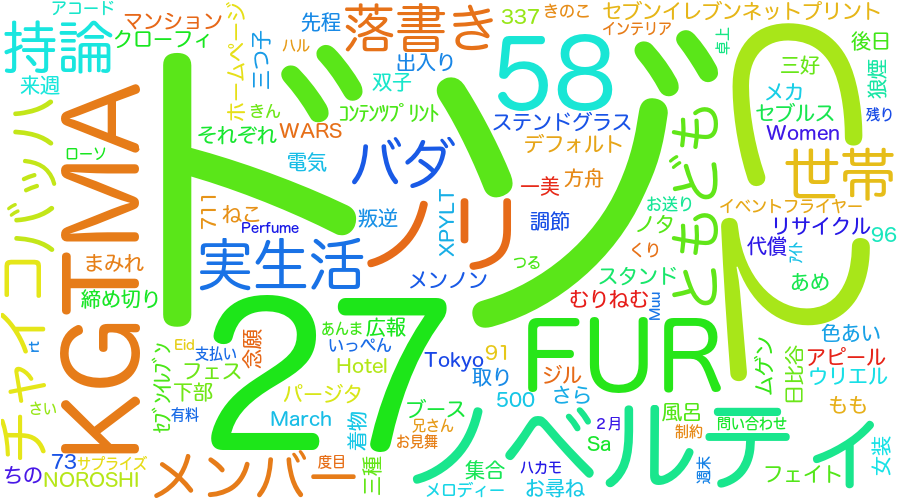 アコード
マンション
先程
337
きのこ
セブンイレブンネットプリント
クローフィ
ホームページ
三つ子
ハル
落書き
58
インテリア
卓上
後日
持論
来週
出入り
双子
三好
狼煙
きん
コンテンツプリント
メカ
残り
それぞれ
WARS
ステンドグラス
セブルス
ローソ
電気
バダ
デフォルト
Women
ドンゾ
世帯
KGTMA
711
ねこ
叛逆
XPYLT
一美
方舟
ともども
お送り
イベントフライヤー
Perfume
ノリ
調節
ノタ
リサイクル
96
チャイコバッハ
まみれ
実生活
メンノン
つる
くり
代償
アイト
締め切り
スタンド
あめ
むりねむ
Muu
27
FUR
rt
Eid
念願
あんま
広報
色あい
セブンイレブン
支払い
いっぺん
Tokyo
91
アピール
フェス
Hotel
取り
ジル
ムゲン
日比谷
ウリエル
下部
パージタ
さい
有料
March
着物
ブース
500
さら
風呂
もも
兄さん
2月
問い合わせ
ノベルティ
お見舞
Sa
制約
女装
73
サプライズ
メンバー
度目
三種
集合
ハカモ
週末
フェイト
ちの
NOROSHI
メロディー
お尋ね